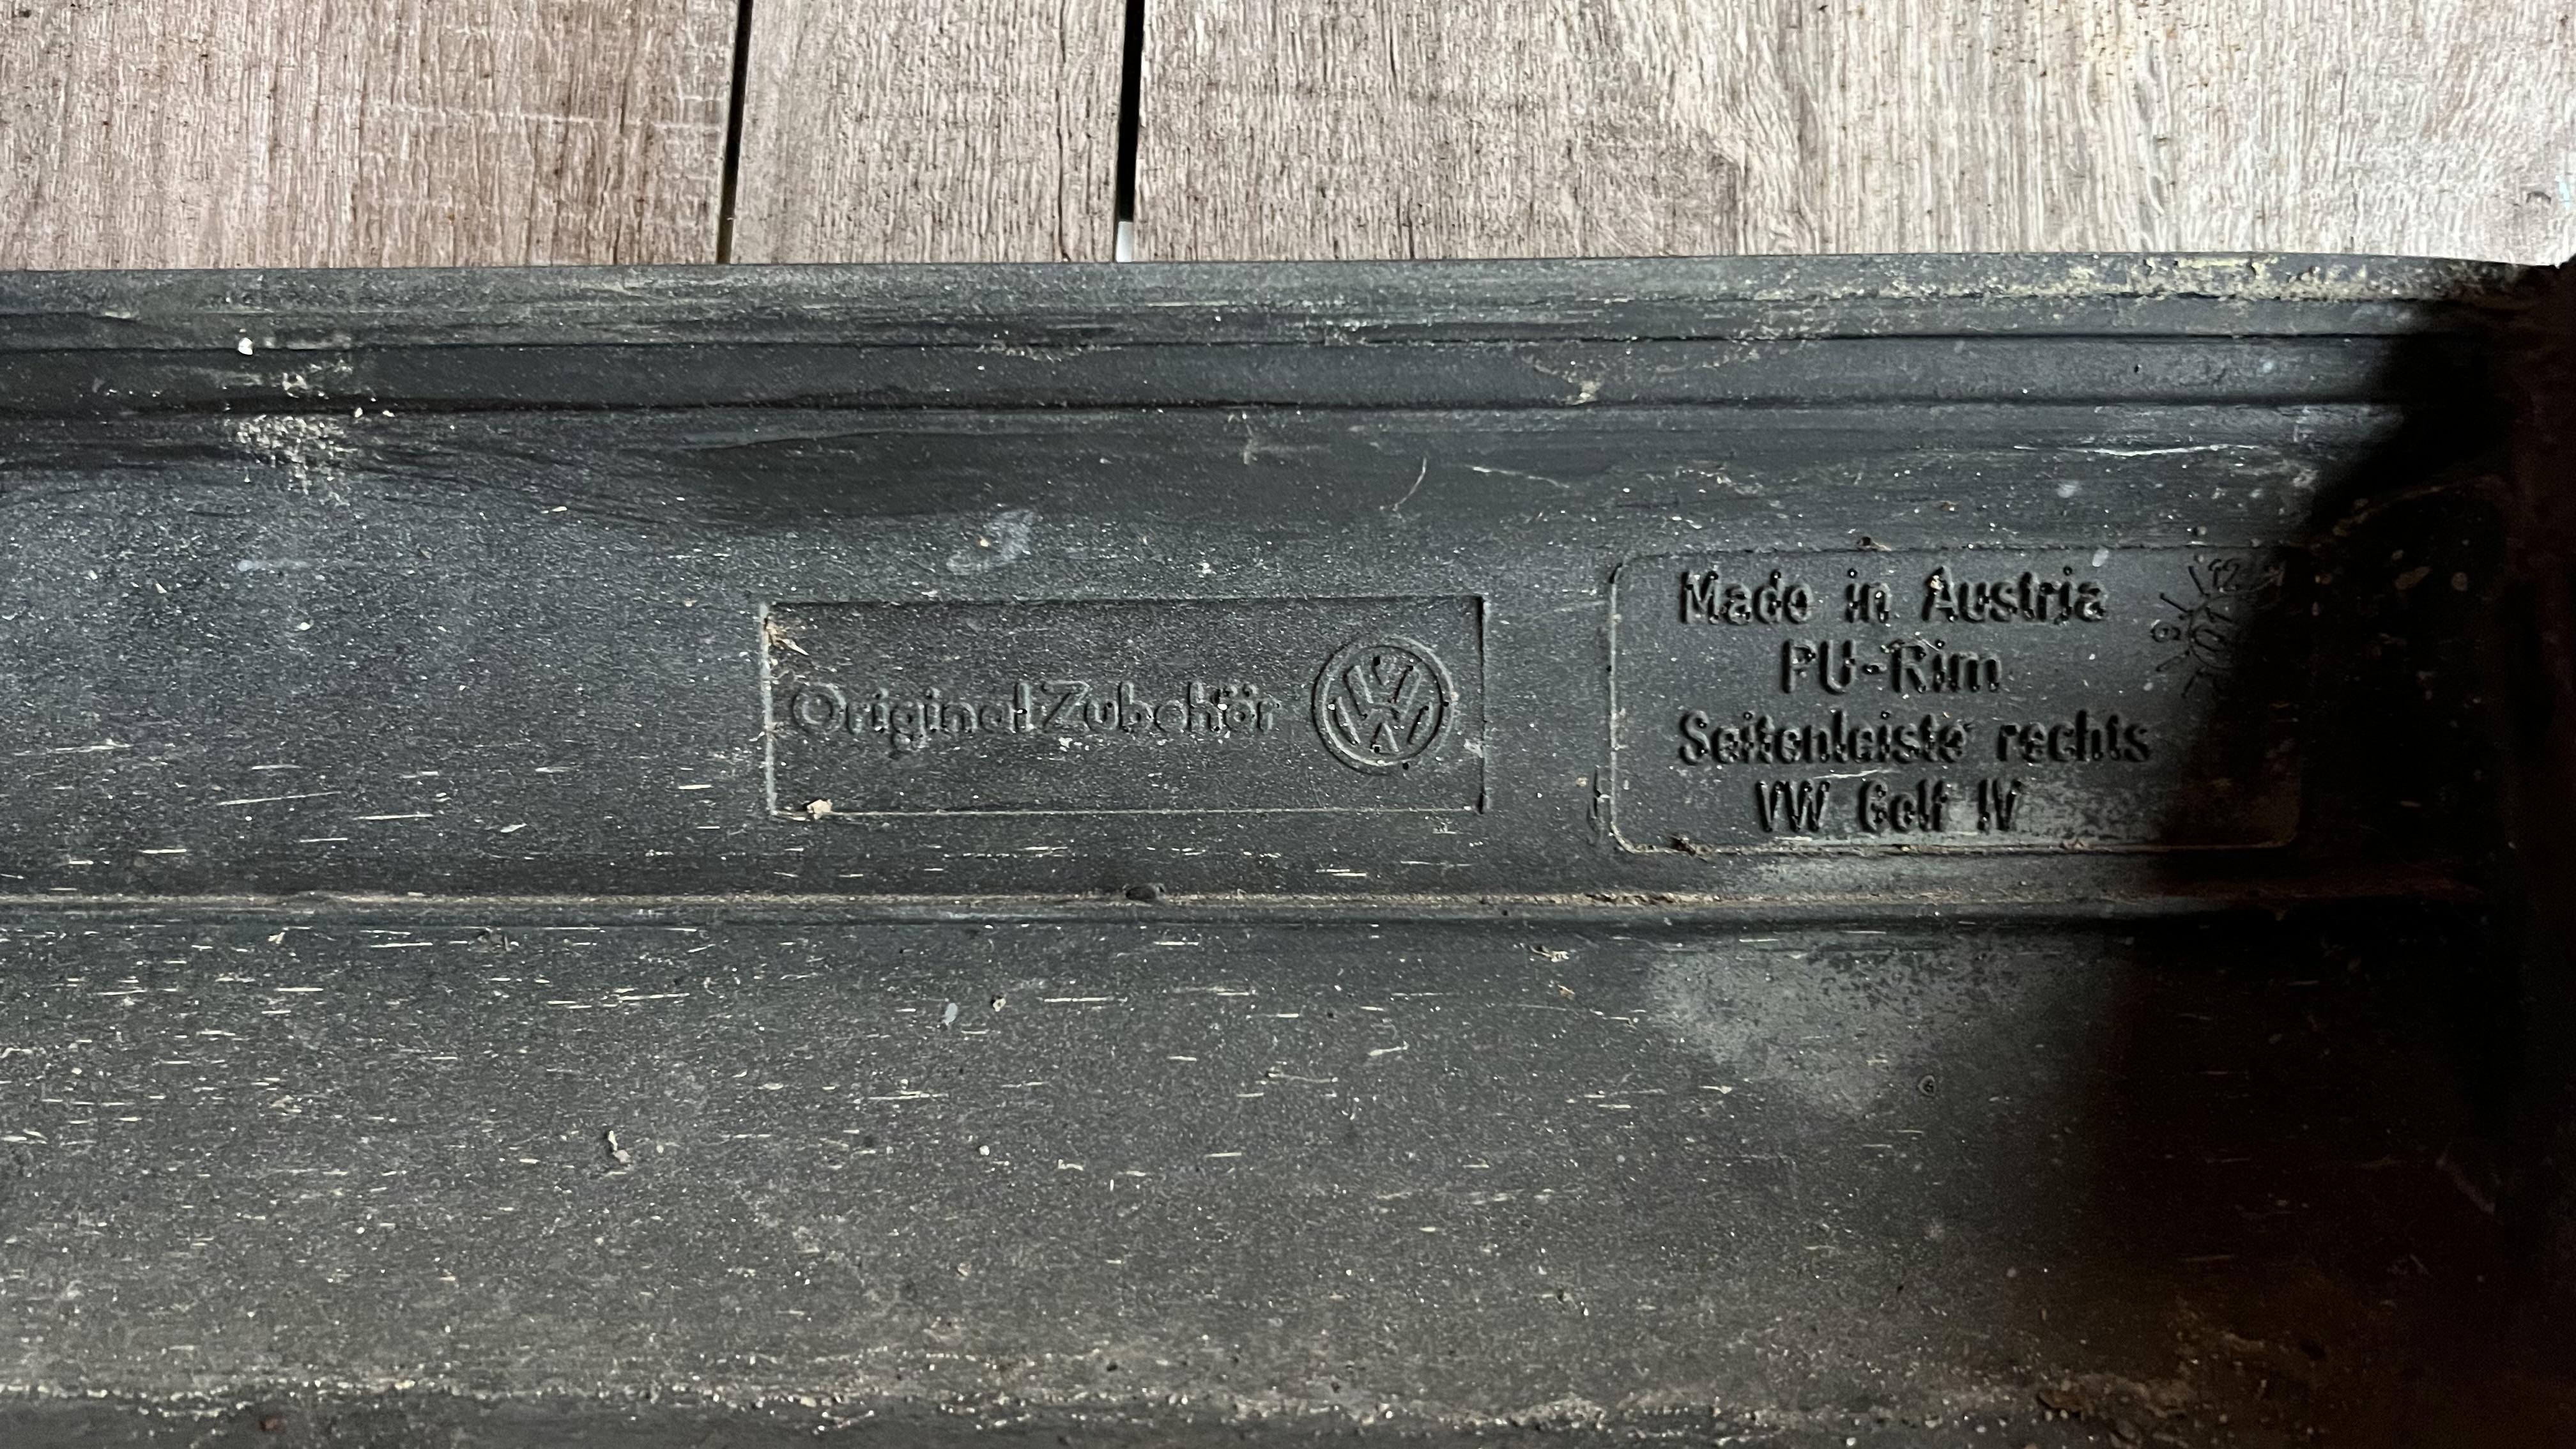 Original Zubehör
Made in Austria
PU-Rim
Seitenleiste rechts
VW Golf IV